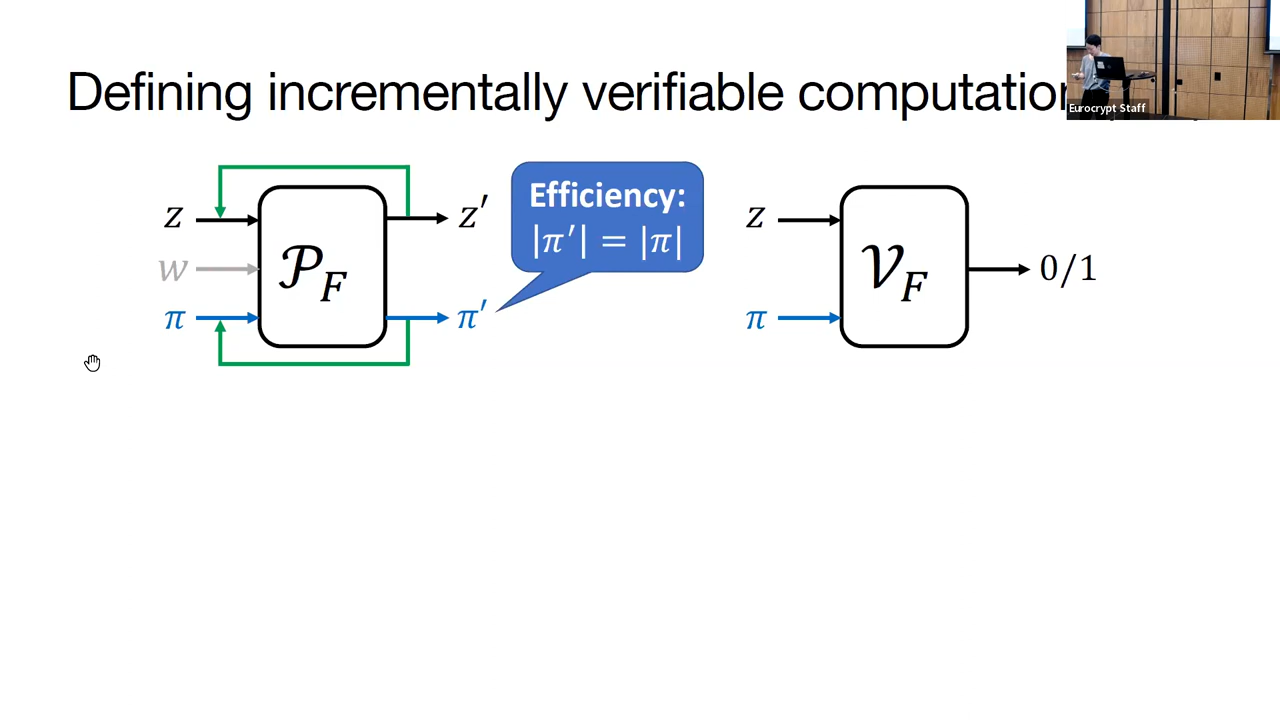 Defining incrementally verifiable computation
Eurocrypt Staff
z
w
π
𝒫_F
z′
π′
Efficiency:
|π′| = |π|
z
π
𝒱_F
0/1